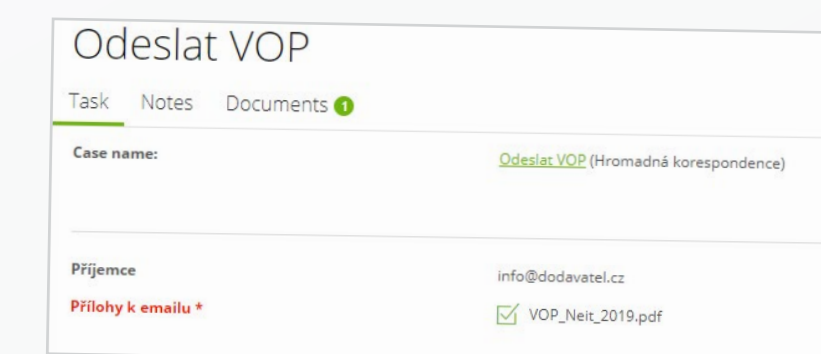 Odeslat VOP
Task Notes Documents 1
Case name: Odeslat VOP (Hromadná korespondence)
Příjemce info@dodavatel.cz
Přílohy k emailu * VOP_Neit_2019.pdf